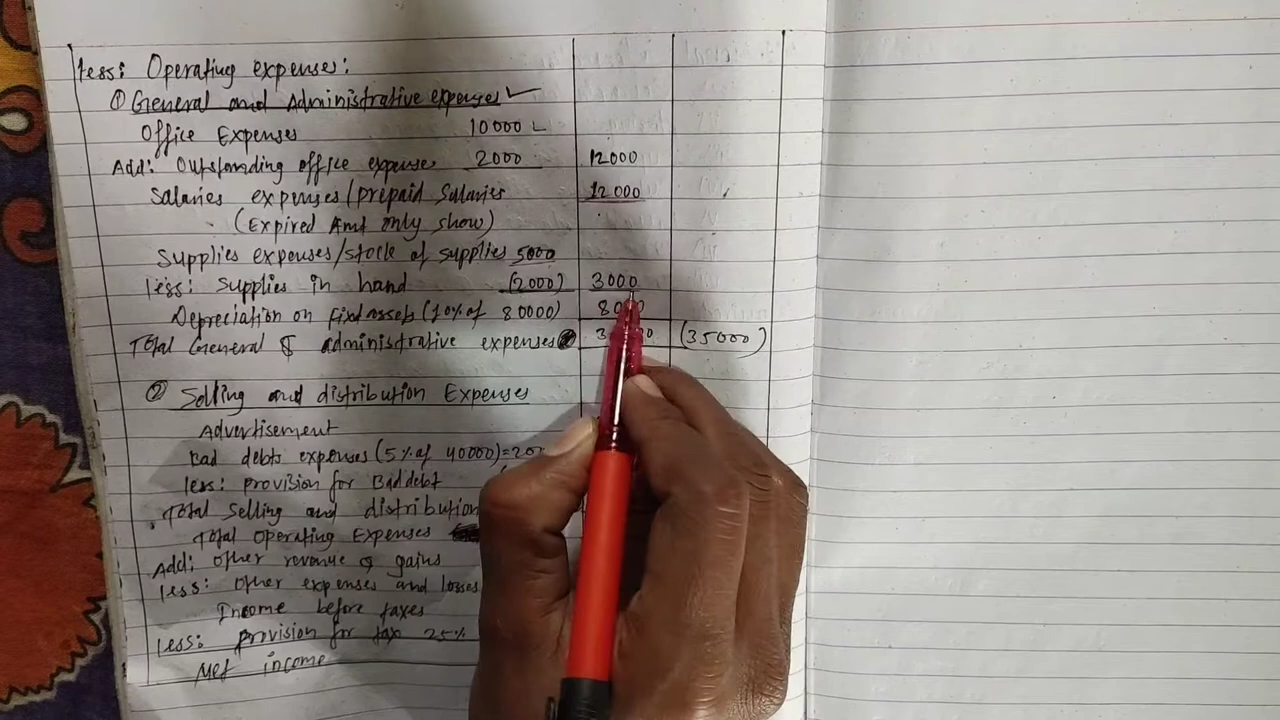 Less: Operating expense:
① General and Administrative expenses ✓
Office Expenses 10000
Add: Outstanding office expenses 2000 12000
Salaries expenses/prepaid Salaries 12000
(Expired Amt only show)
Supplies expenses/stock of supplies 5000
less: Supplies in hand (2000) 3000
Depreciation on fixed assets (10% of 80000)
Total General & administrative expenses (35000)
② Selling and distribution Expenses
Advertisement
Bad debts expenses (5% of 40000)=
less: provision for Bad debt
Total Selling and distribution
Total Operating Expenses
Add: other revenue & gains
less: other expenses and losses
Income before taxes
less: provision for tax 25%
Net income